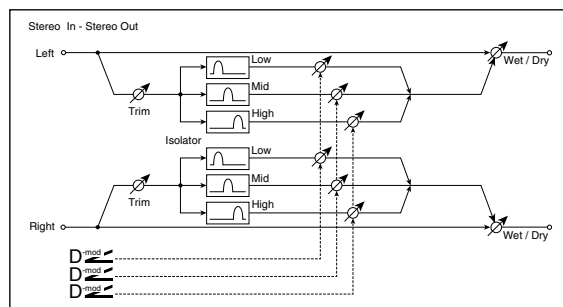 Stereo In - Stereo Out
Left
Wet / Dry
Trim
Low
Mid
High
Isolator
Low
Mid
High
Trim
Right
Wet / Dry
D-mod
D-mod
D-mod